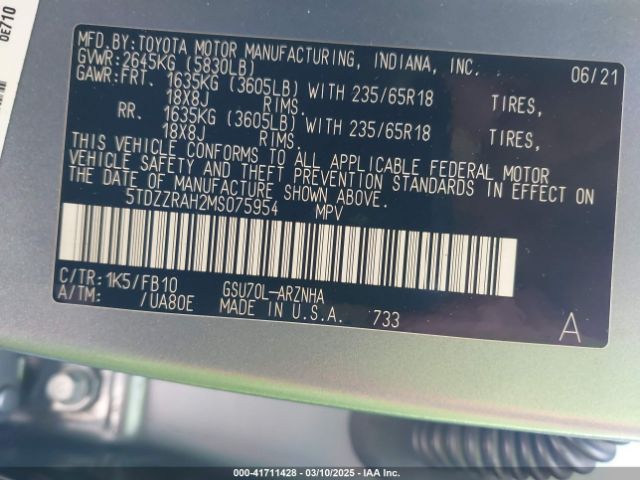 DE710
MFD.BY:TOYOTA MOTOR MANUFACTURING, INDIANA, INC. 06/21
GVWR:2645KG (5830LB)
GAWR:FRT. 1635KG (3605LB) WITH 235/65R18 TIRES,
18X8J RIMS.
RR. 1635KG (3605LB) WITH 235/65R18 TIRES,
18X8J RIMS.
THIS VEHICLE CONFORMS TO ALL APPLICABLE FEDERAL MOTOR
VEHICLE SAFETY AND THEFT PREVENTION STANDARDS IN EFFECT ON
THE DATE OF MANUFACTURE SHOWN ABOVE.
5TDZZRAH2MS075954 MPV
C/TR:1K5/FB10 GSU70L-ARZNHA
A/TM: /UA80E MADE IN U.S.A. 733 A
000-41711428 — 03/10/2025 — IAA Inc.